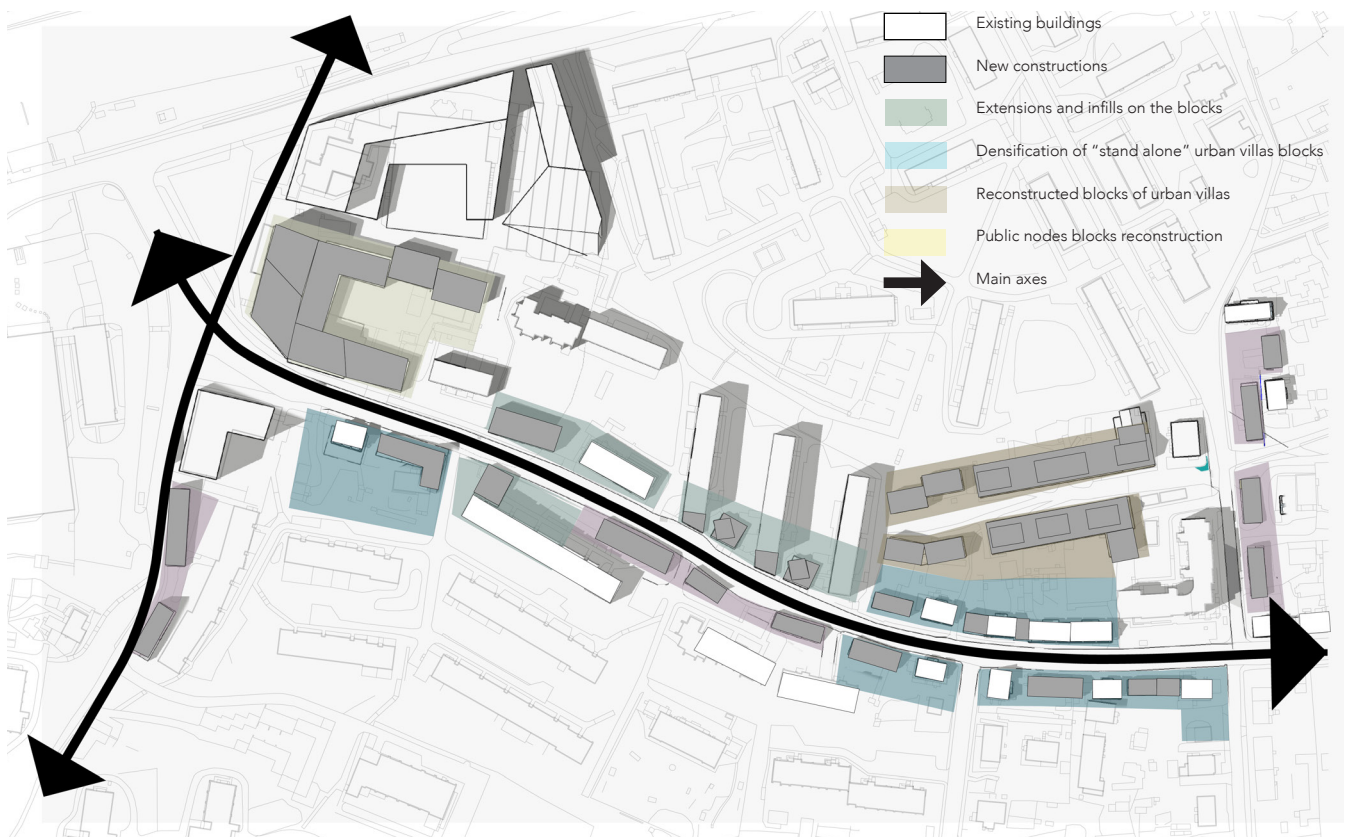 Existing buildings
New constructions
Extensions and infills on the blocks
Densification of “stand alone” urban villas blocks
Reconstructed blocks of urban villas
Public nodes blocks reconstruction
Main axes